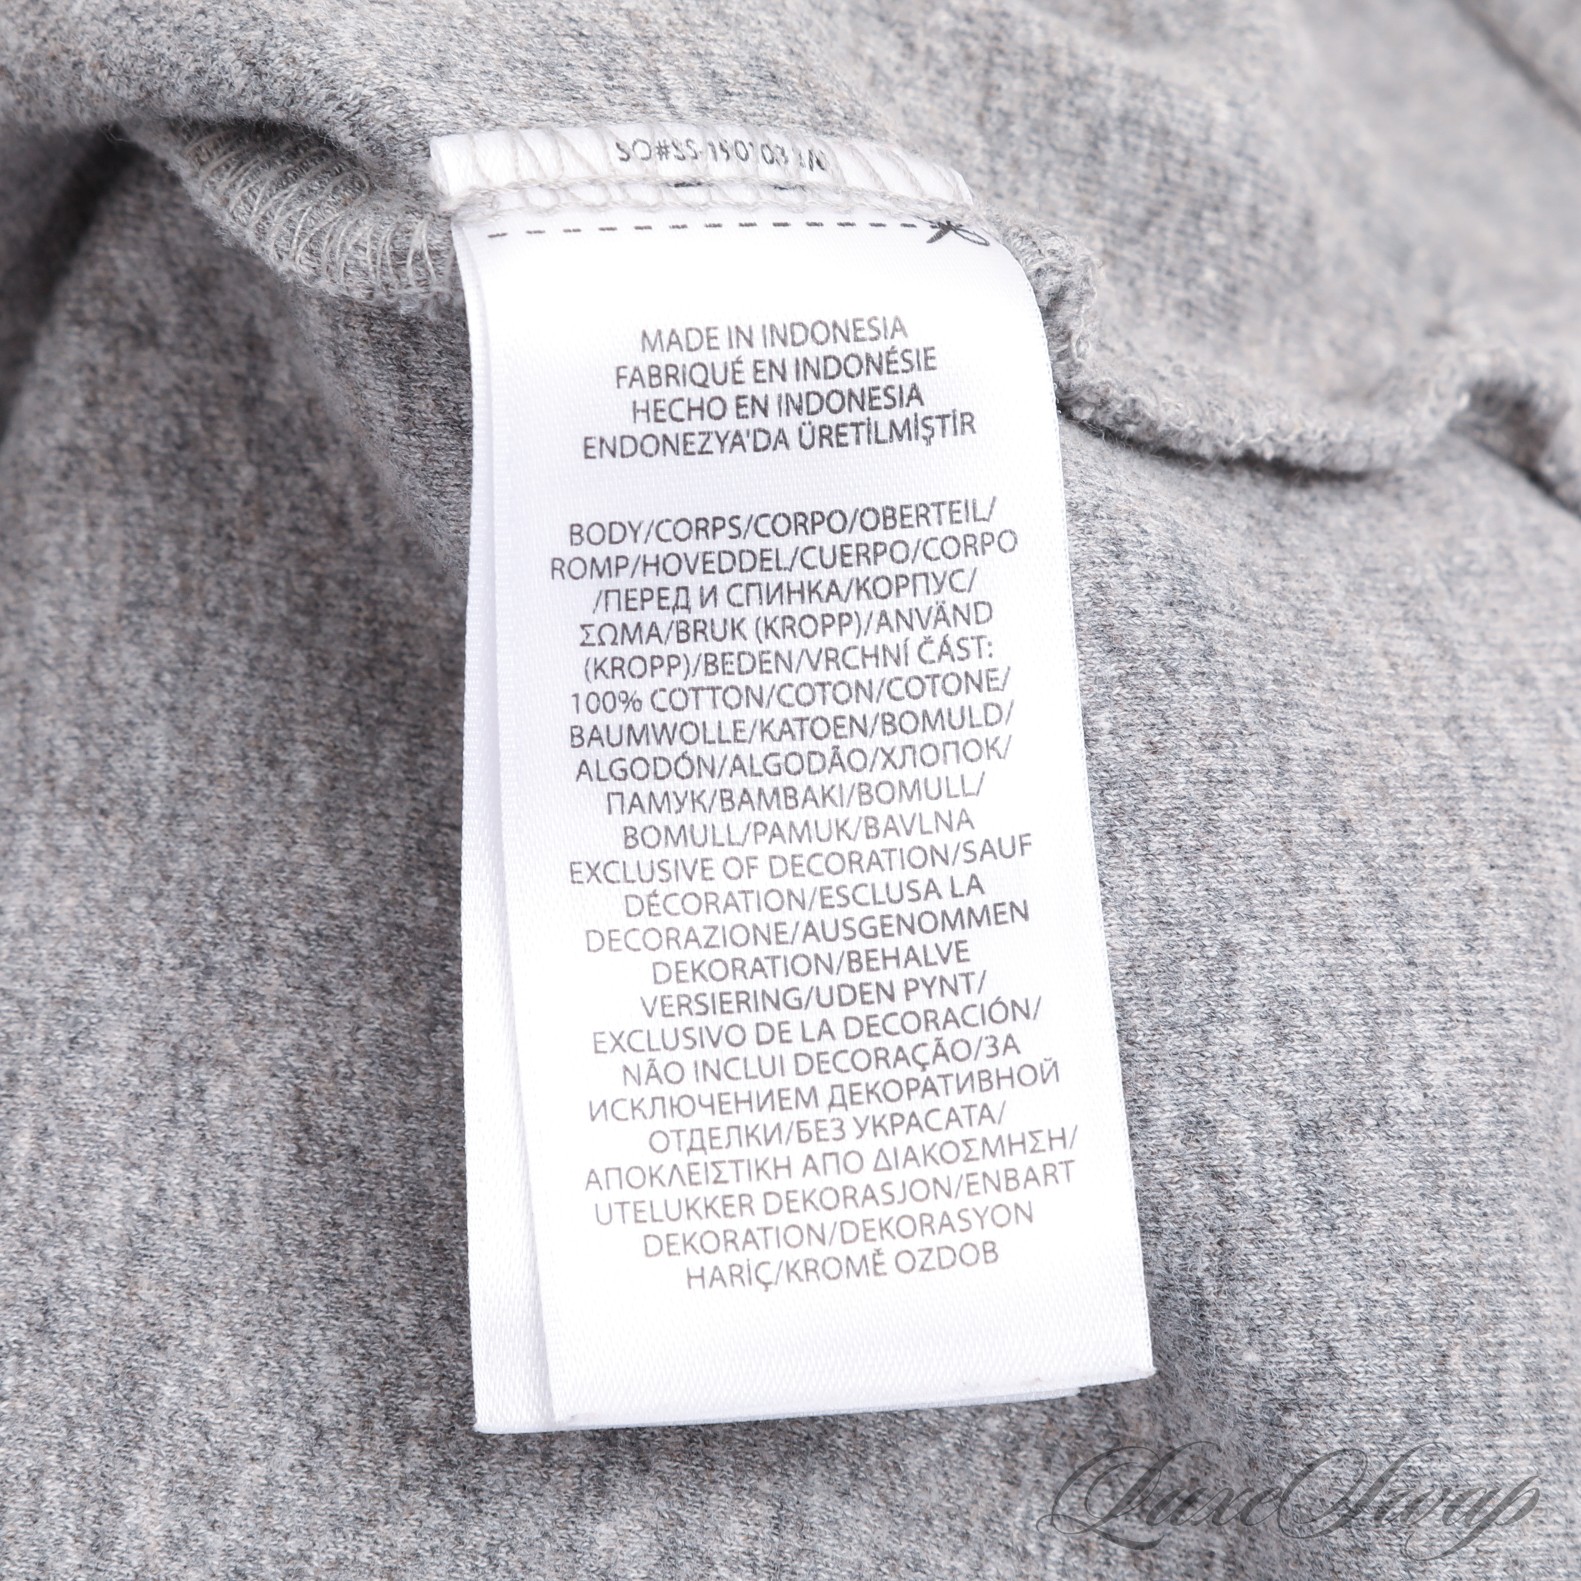 MADE IN INDONESIA
FABRIQUÉ EN INDONÉSIE
HECHO EN INDONESIA
ENDONEZYA'DA ÜRETİLMİŞTİR
BODY/CORPS/CORPO/OBERTEIL/
ROMP/HOVEDDEL/CUERPO/CORPO
/ПЕРЕД И СПИНКА/КОРПУС/
ΣΩΜΑ/BRUK (KROPP)/ANVÄND
(KROPP)/BEDEN/VRCHNÍ ČÁST:
100% COTTON/COTON/COTONE/
BAUMWOLLE/KATOEN/BOMULD/
ALGODÓN/ALGODÃO/ХЛОПОК/
ПАМУК/BAMBAKI/BOMULL/
BOMULL/PAMUK/BAVLNA
EXCLUSIVE OF DECORATION/SAUF
DÉCORATION/ESCLUSA LA
DECORAZIONE/AUSGENOMMEN
DEKORATION/BEHALVE
VERSIERING/UDEN PYNT/
EXCLUSIVO DE LA DECORACIÓN/
NÃO INCLUI DECORAÇÃO/ЗА
ИСКЛЮЧЕНИЕМ ДЕКОРАТИВНОЙ
ОТДЕЛКИ/БЕЗ УКРАСАТА/
ΑΠΟΚΛΕΙΣΤΙΚΗ ΑΠΟ ΔΙΑΚΟΣΜΗΣΗ/
UTELUKKER DEKORASJON/ENBART
DEKORATION/DEKORASYON
HARİÇ/KROMĚ OZDOB
LuxeSwap